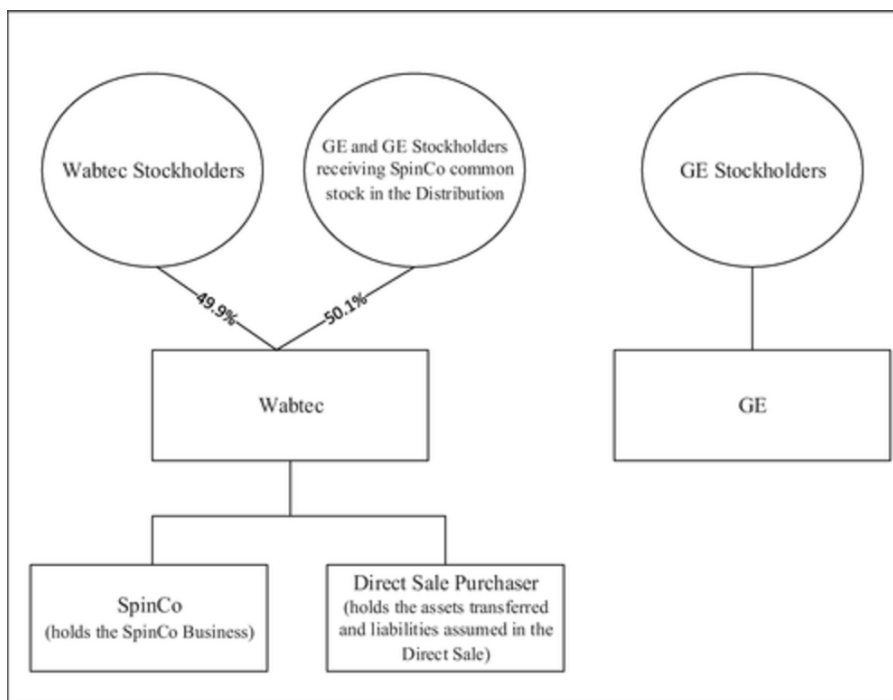 Wabtec Stockholders
GE and GE Stockholders
receiving SpinCo common
stock in the Distribution
GE Stockholders
49.9%
50.1%
Wabtec
GE
SpinCo
(holds the SpinCo Business)
Direct Sale Purchaser
(holds the assets transferred
and liabilities assumed in the
Direct Sale)